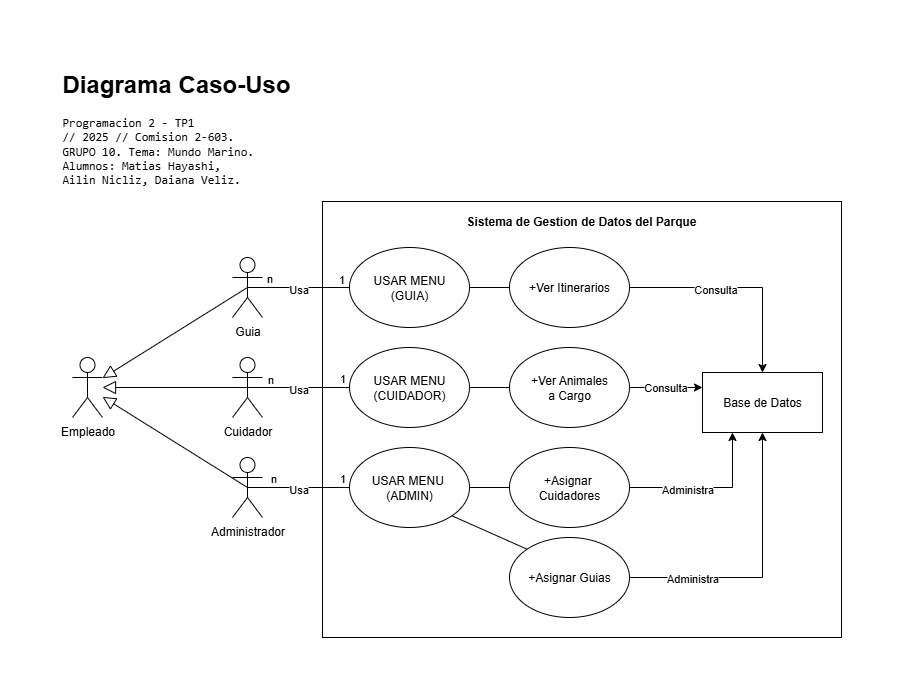 Diagrama Caso-Uso
Programacion 2 - TP1
// 2025 // Comision 2-603.
GRUPO 10. Tema: Mundo Marino.
Alumnos: Matias Hayashi,
Ailin Nicliz, Daiana Veliz.
Sistema de Gestion de Datos del Parque
n
Usa
1
USAR MENU
(GUIA)
+Ver Itinerarios
Consulta
Guia
n
Usa
1
USAR MENU
(CUIDADOR)
+Ver Animales
a Cargo
Consulta
Base de Datos
Empleado
Cuidador
n
Usa
1
USAR MENU
(ADMIN)
+Asignar
Cuidadores
Administra
Administrador
+Asignar Guias
Administra